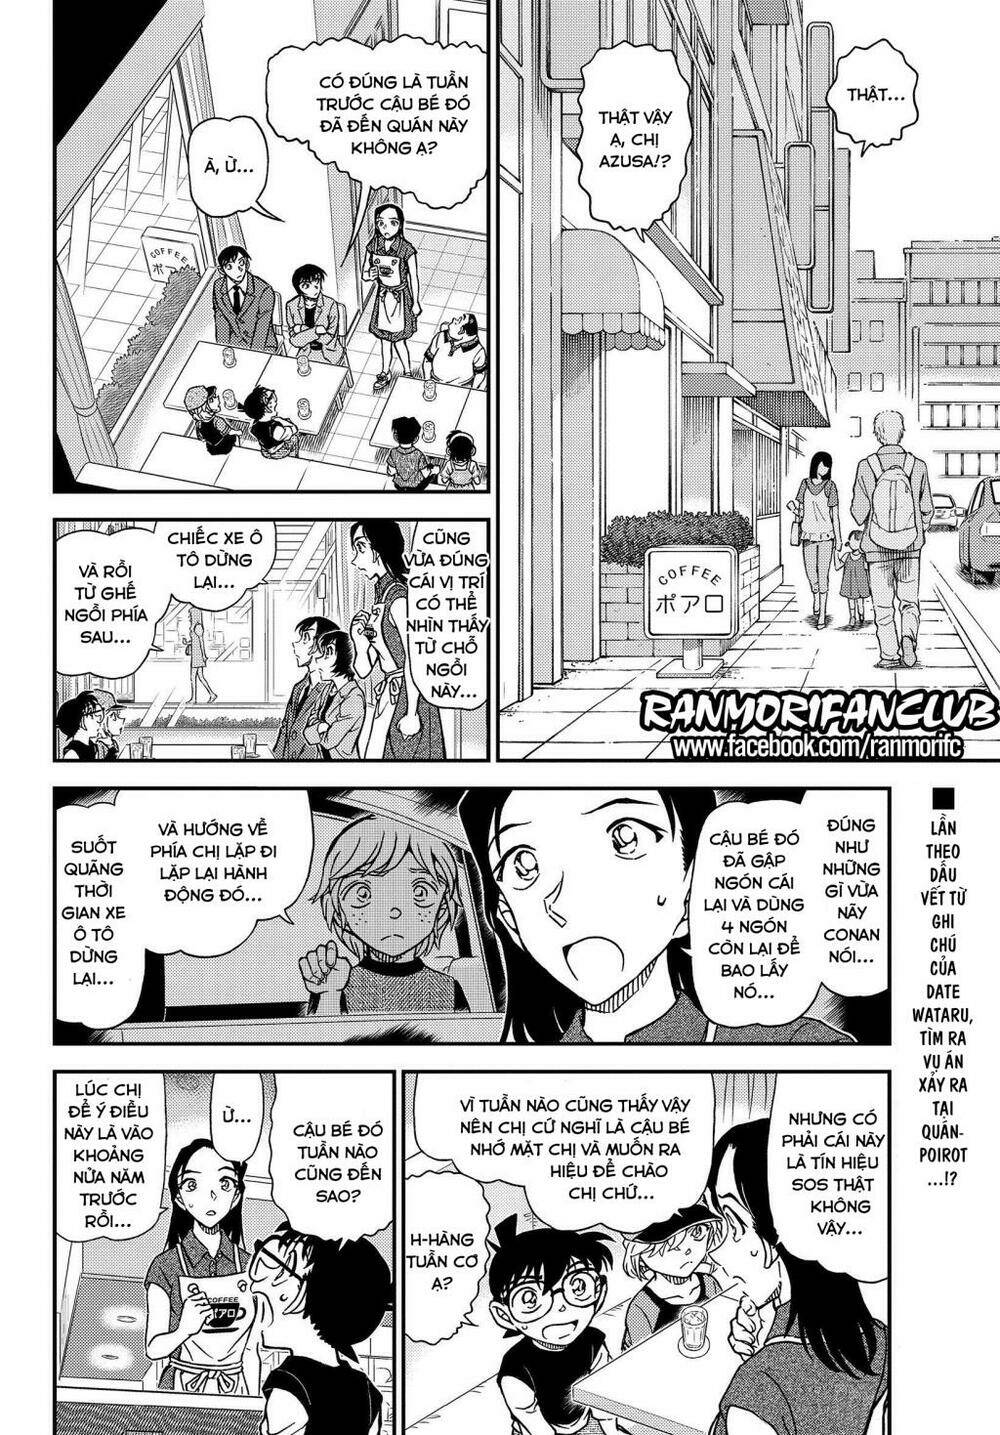 THẬT...
THẬT VẬY
Ạ, CHỊ
AZUSA!?
COFFEE
ポアロ
RANMORIFANCLUB
www.facebook.com/ranmorifc
CÓ ĐÚNG LÀ TUẦN
TRƯỚC CẬU BÉ ĐÓ
ĐÃ ĐẾN QUÁN NÀY
KHÔNG Ạ?
À, Ừ...
COFFEE
ポアロ
CŨNG
VỪA ĐÚNG
CÁI VỊ TRÍ
CÓ THỂ
NHÌN THẤY
TỪ CHỖ
NGỒI
NÀY...
CHIẾC XE Ô
TÔ DỪNG
LẠI...
VÀ RỒI
TỪ GHẾ
NGỒI PHÍA
SAU...
LẦN
THEO
DẤU
VẾT TỪ
GHI
CHÚ
CỦA
DATE
WATARU,
TÌM RA
VỤ ÁN
XẢY RA
TẠI
QUÁN-
POIROT
...!?
ĐÚNG
NHƯ
NHỮNG
GÌ VỪA
NÃY
CONAN
NÓI...
CẬU BÉ ĐÓ
ĐÃ GẬP
NGÓN CÁI
LẠI VÀ DÙNG
4 NGÓN
CÒN LẠI ĐỂ
BAO LẤY
NÓ...
VÀ HƯỚNG VỀ
PHÍA CHỊ LẶP ĐI
LẶP LẠI HÀNH
ĐỘNG ĐÓ...
SUỐT
QUÃNG
THỜI
GIAN XE
Ô TÔ
DỪNG
LẠI...
NHƯNG CÓ
PHẢI CÁI NÀY
LÀ TÍN HIỆU
SOS THẬT
KHÔNG
VẬY...
VÌ TUẦN NÀO CŨNG THẤY VẬY
NÊN CHỊ CỨ NGHĨ LÀ CẬU BÉ
NHỚ MẶT CHỊ VÀ MUỐN RA
HIỆU ĐỂ CHÀO
CHỊ CHỨ...
H-HÀNG
TUẦN CƠ
Ạ?
CẬU BÉ ĐÓ
TUẦN NÀO
CŨNG ĐẾN
SAO?
Ừ...
LÚC CHỊ
ĐỂ Ý ĐIỀU
NÀY LÀ VÀO
KHOẢNG
NỬA NĂM
TRƯỚC
RỒI...
COFFEE
ポアロ